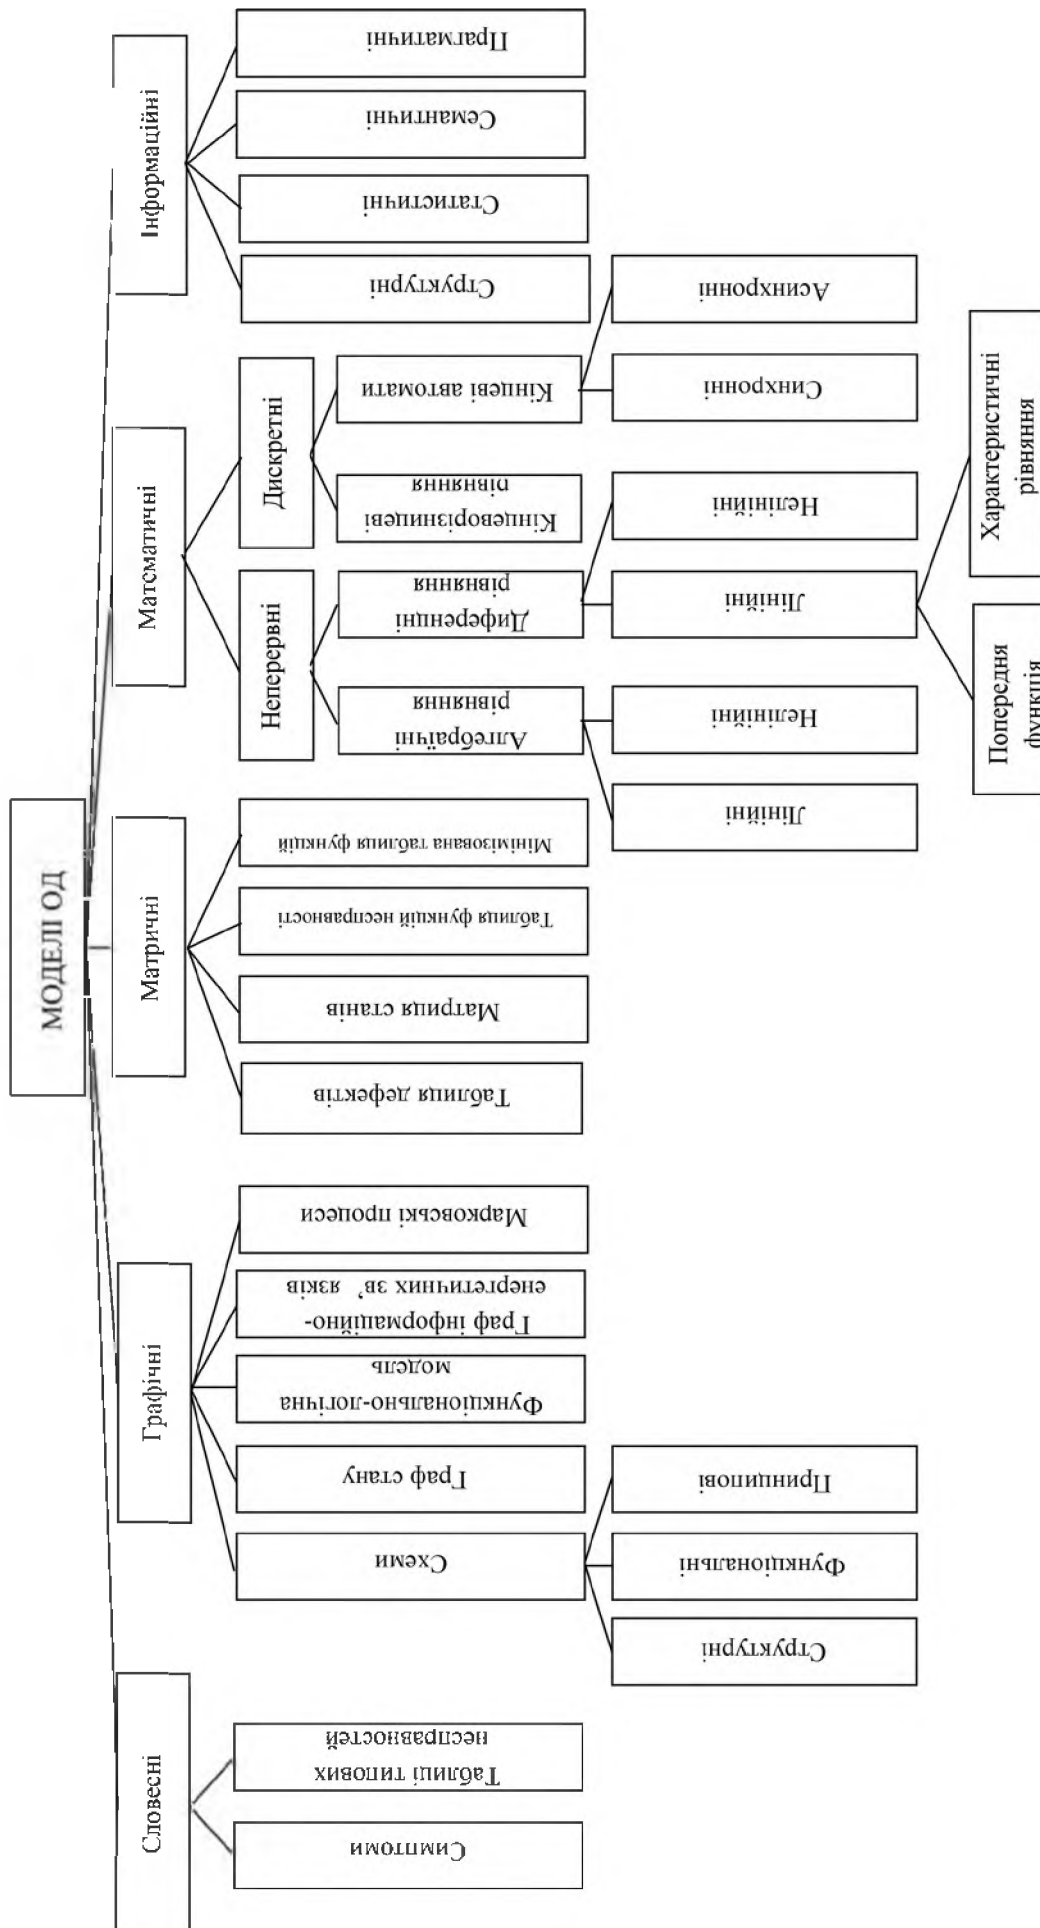 МОДЕЛІ ОД
Словесні
Симптоми
Таблиці типових
несправностей
Графічні
Схеми
Структурні
Функціональні
Принципові
Граф стану
Функціонально-логічна
модель
Граф інформаційно-
енергетичних зв’ язків
Марковські процеси
Матричні
Таблиця дефектів
Матриця станів
Таблиця функцій несправності
Мінімізована таблиця функцій
Математичні
Неперервні
Алгебраїчні
рівняння
Лінійні
Нелінійні
Диференцні
рівняння
Лінійні
Попередня
функція
Характеристичні
рівняння
Нелінійні
Дискретні
Кінцеворізницеві
рівняння
Кінцеві автомати
Синхронні
Асинхронні
Інформаційні
Структурні
Статистичні
Семантичні
Прагматичні